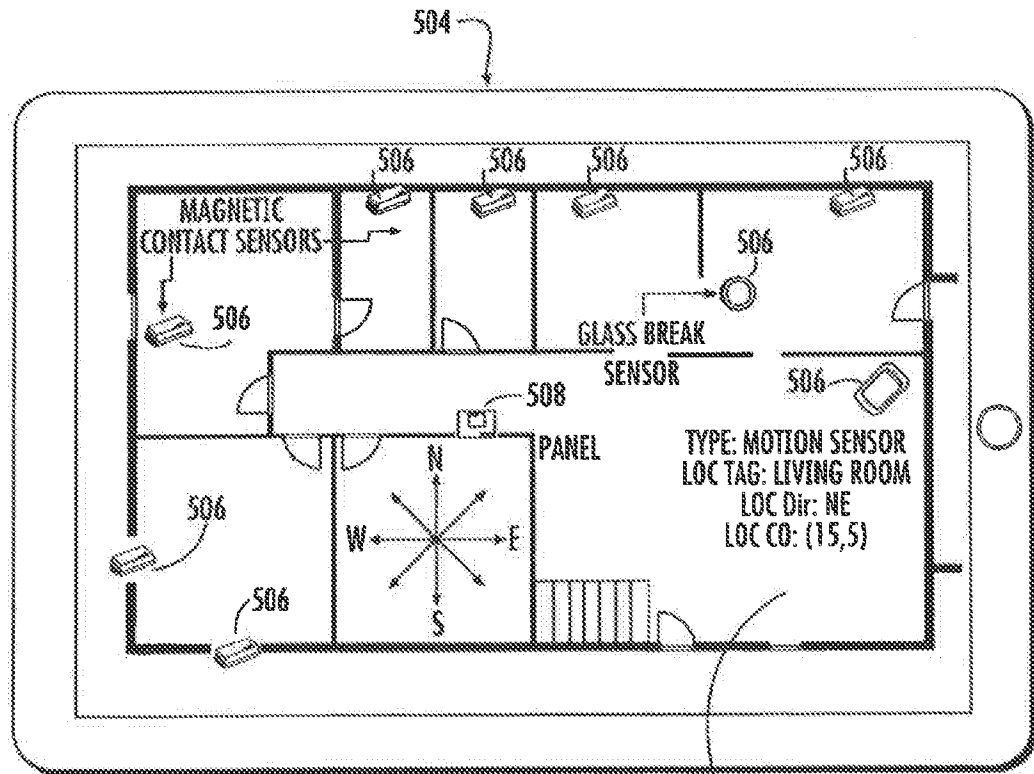 504
506 506 506 506
MAGNETIC
CONTACT SENSORS
506
506
GLASS BREAK
SENSOR
506
508
PANEL
TYPE: MOTION SENSOR
LOC TAG: LIVING ROOM
LOC Dir: NE
LOC CO: (15,5)
N
W E
S
506
506